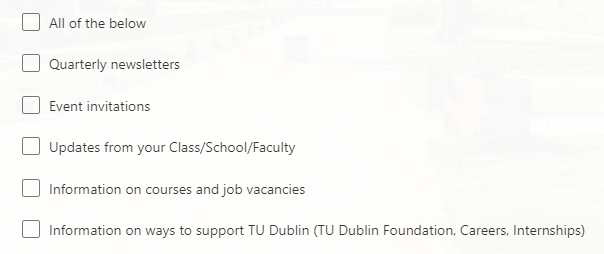 All of the below
Quarterly newsletters
Event invitations
Updates from your Class/School/Faculty
Information on courses and job vacancies
Information on ways to support TU Dublin (TU Dublin Foundation, Careers, Internships)